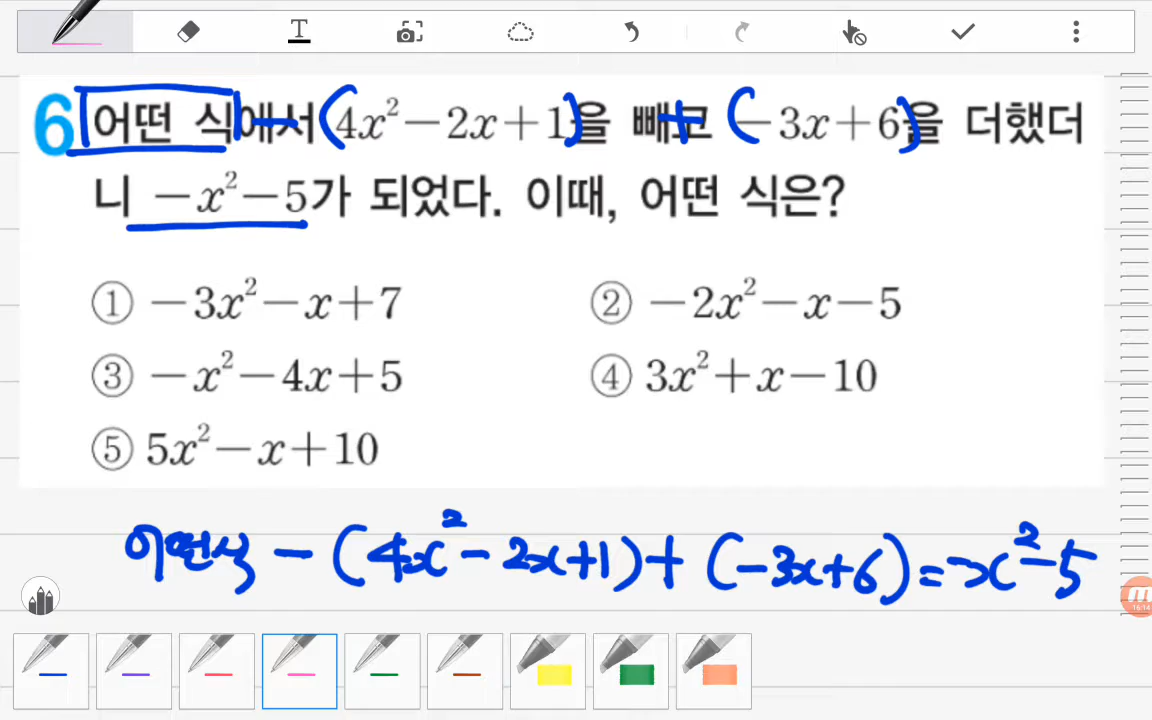 T
6 어떤 식에서 (4x²-2x+1)을 빼고 (-3x+6)을 더했더
니 -x²-5가 되었다. 이때, 어떤 식은?
① -3x²-x+7 ② -2x²-x-5
③ -x²-4x+5 ④ 3x²+x-10
⑤ 5x²-x+10
어떤식 - (4x²-2x+1)+(-3x+6)=-x²-5
16:14